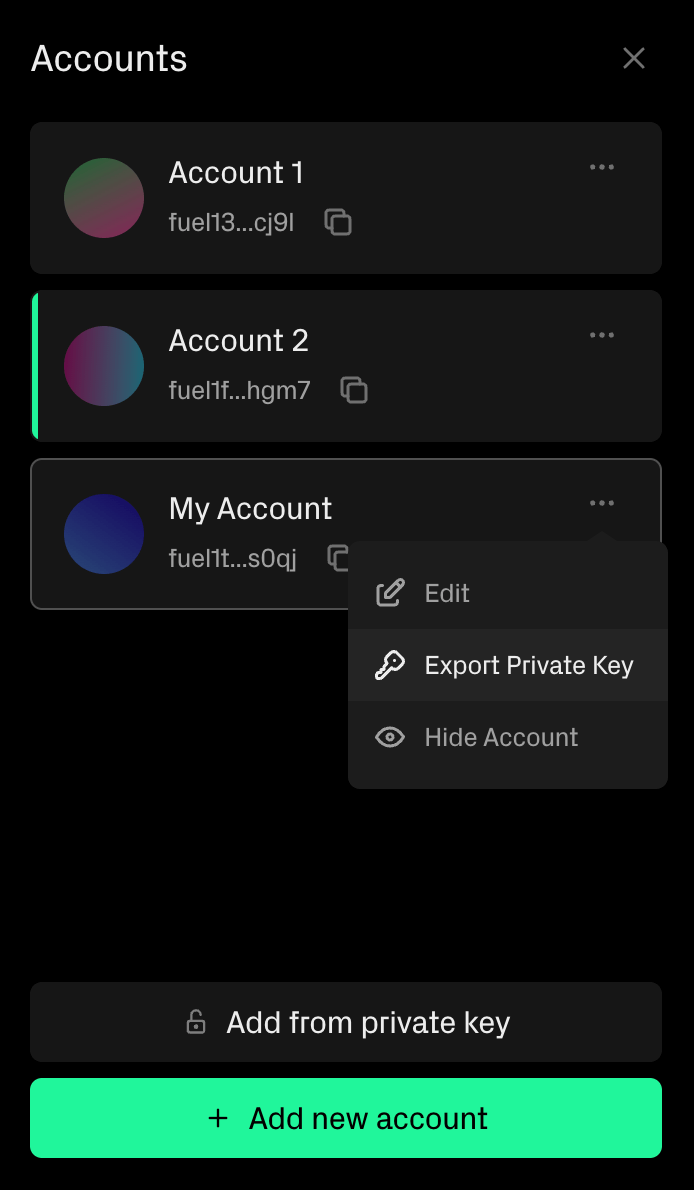 Accounts
Account 1
fuel13...cj9l
Account 2
fuel1f...hgm7
My Account
fuel1t...s0qj
Edit
Export Private Key
Hide Account
Add from private key
+ Add new account